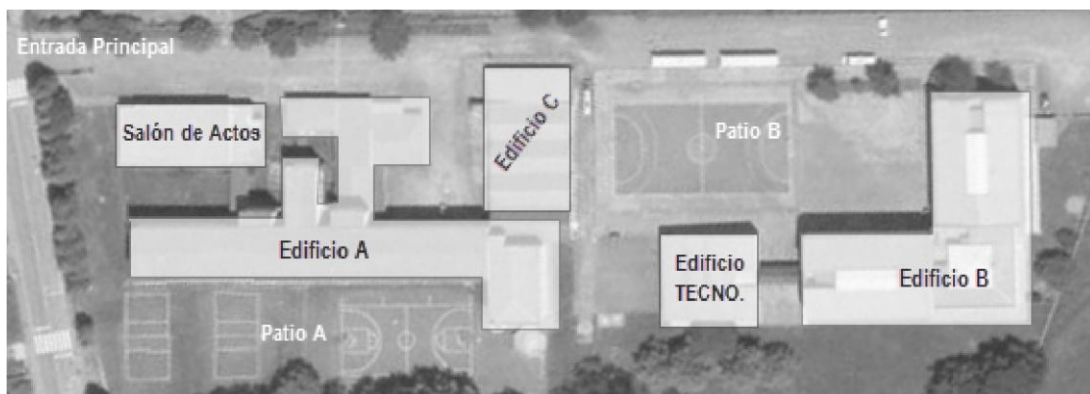 Entrada Principal
Salón de Actos
Edificio C
Patio B
Edificio A
Edificio
TECNO.
Edificio B
Patio A